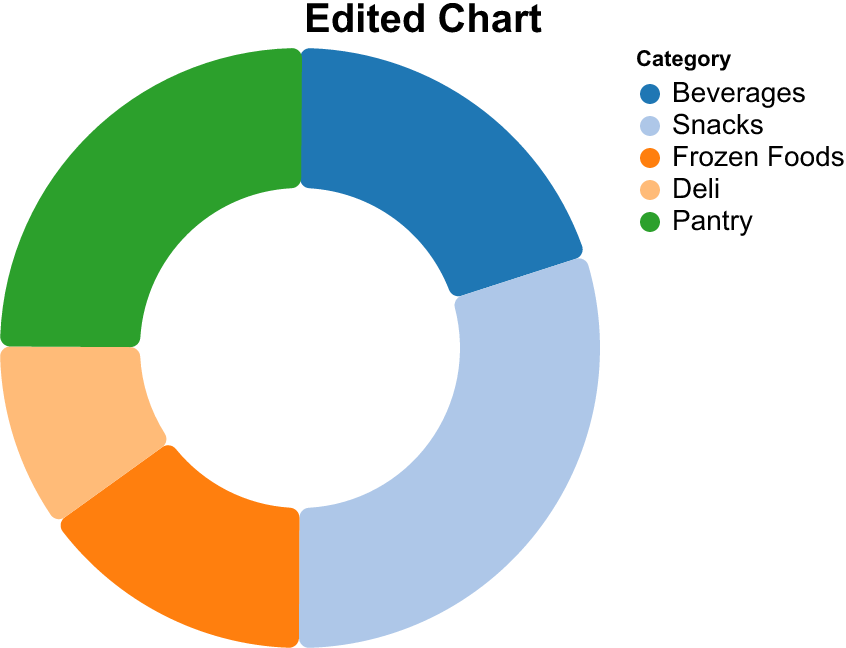 Edited Chart
Category
Beverages
Snacks
Frozen Foods
Deli
Pantry